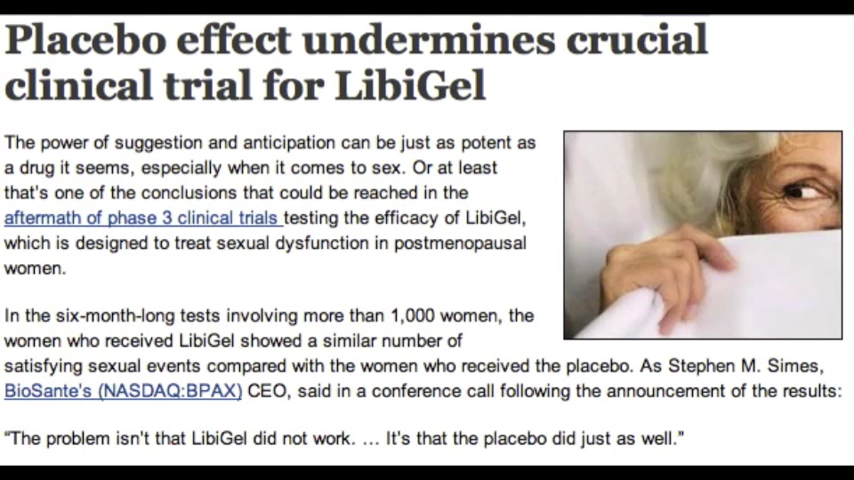 Placebo effect undermines crucial
clinical trial for LibiGel
The power of suggestion and anticipation can be just as potent as
a drug it seems, especially when it comes to sex. Or at least
that's one of the conclusions that could be reached in the
aftermath of phase 3 clinical trials testing the efficacy of LibiGel,
which is designed to treat sexual dysfunction in postmenopausal
women.
In the six-month-long tests involving more than 1,000 women, the
women who received LibiGel showed a similar number of
satisfying sexual events compared with the women who received the placebo. As Stephen M. Simes,
BioSante's (NASDAQ:BPAX) CEO, said in a conference call following the announcement of the results:
"The problem isn't that LibiGel did not work. … It's that the placebo did just as well."